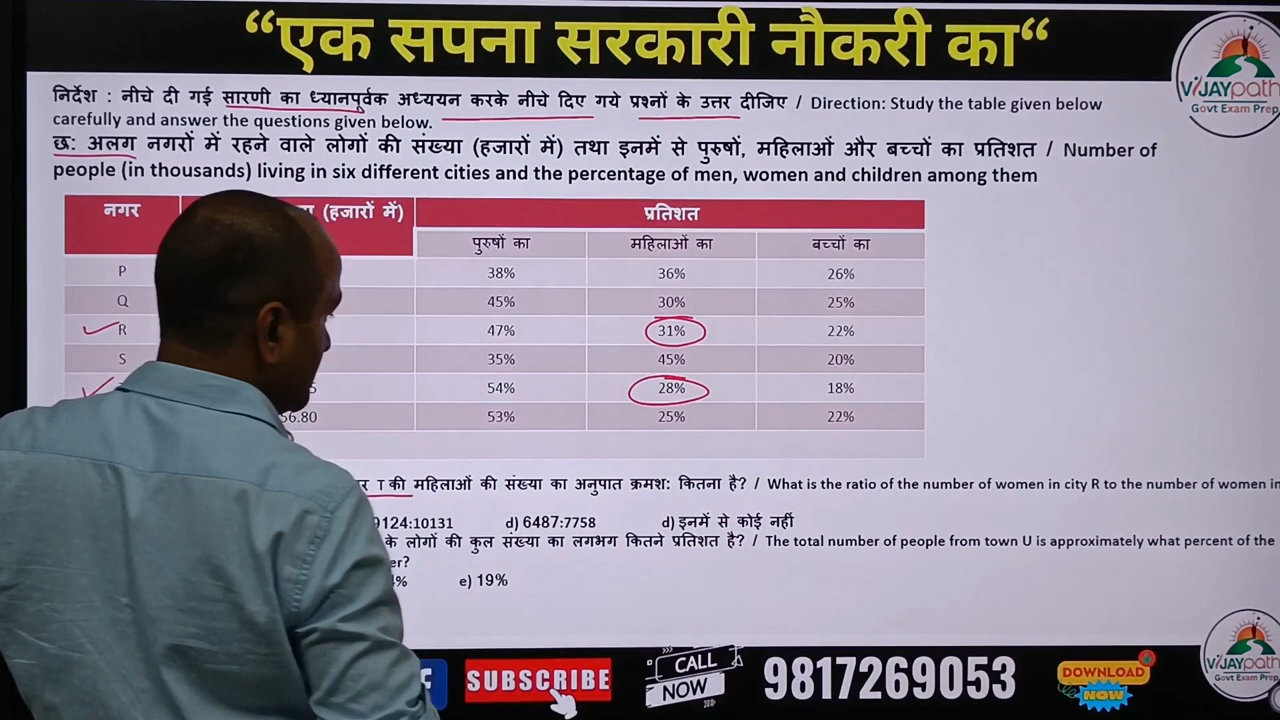 “एक सपना सरकारी नौकरी का“
VIJAYpath
Govt Exam Prep
निर्देश : नीचे दी गई सारणी का ध्यानपूर्वक अध्ययन करके नीचे दिए गये प्रश्नों के उत्तर दीजिए / Direction: Study the table given below
carefully and answer the questions given below.
छ: अलग नगरों में रहने वाले लोगों की संख्या (हजारों में) तथा इनमें से पुरुषों, महिलाओं और बच्चों का प्रतिशत / Number of
people (in thousands) living in six different cities and the percentage of men, women and children among them
नगर (हजारों में) प्रतिशत
पुरुषों का महिलाओं का बच्चों का
P 38% 36% 26%
Q 45% 30% 25%
R 47% 31% 22%
S 35% 45% 20%
54% 28% 18%
56.80 53% 25% 22%
T की महिलाओं की संख्या का अनुपात क्रमश: कितना है? / What is the ratio of the number of women in city R to the number of women in
9124:10131 d) 6487:7758 d) इनमें से कोई नहीं
के लोगों की कुल संख्या का लगभग कितने प्रतिशत है? / The total number of people from town U is approximately what percent of the
e) 19%
SUBSCRIBE
CALL
NOW
9817269053
DOWNLOAD
NOW
VIJAYpath
Govt Exam Prep